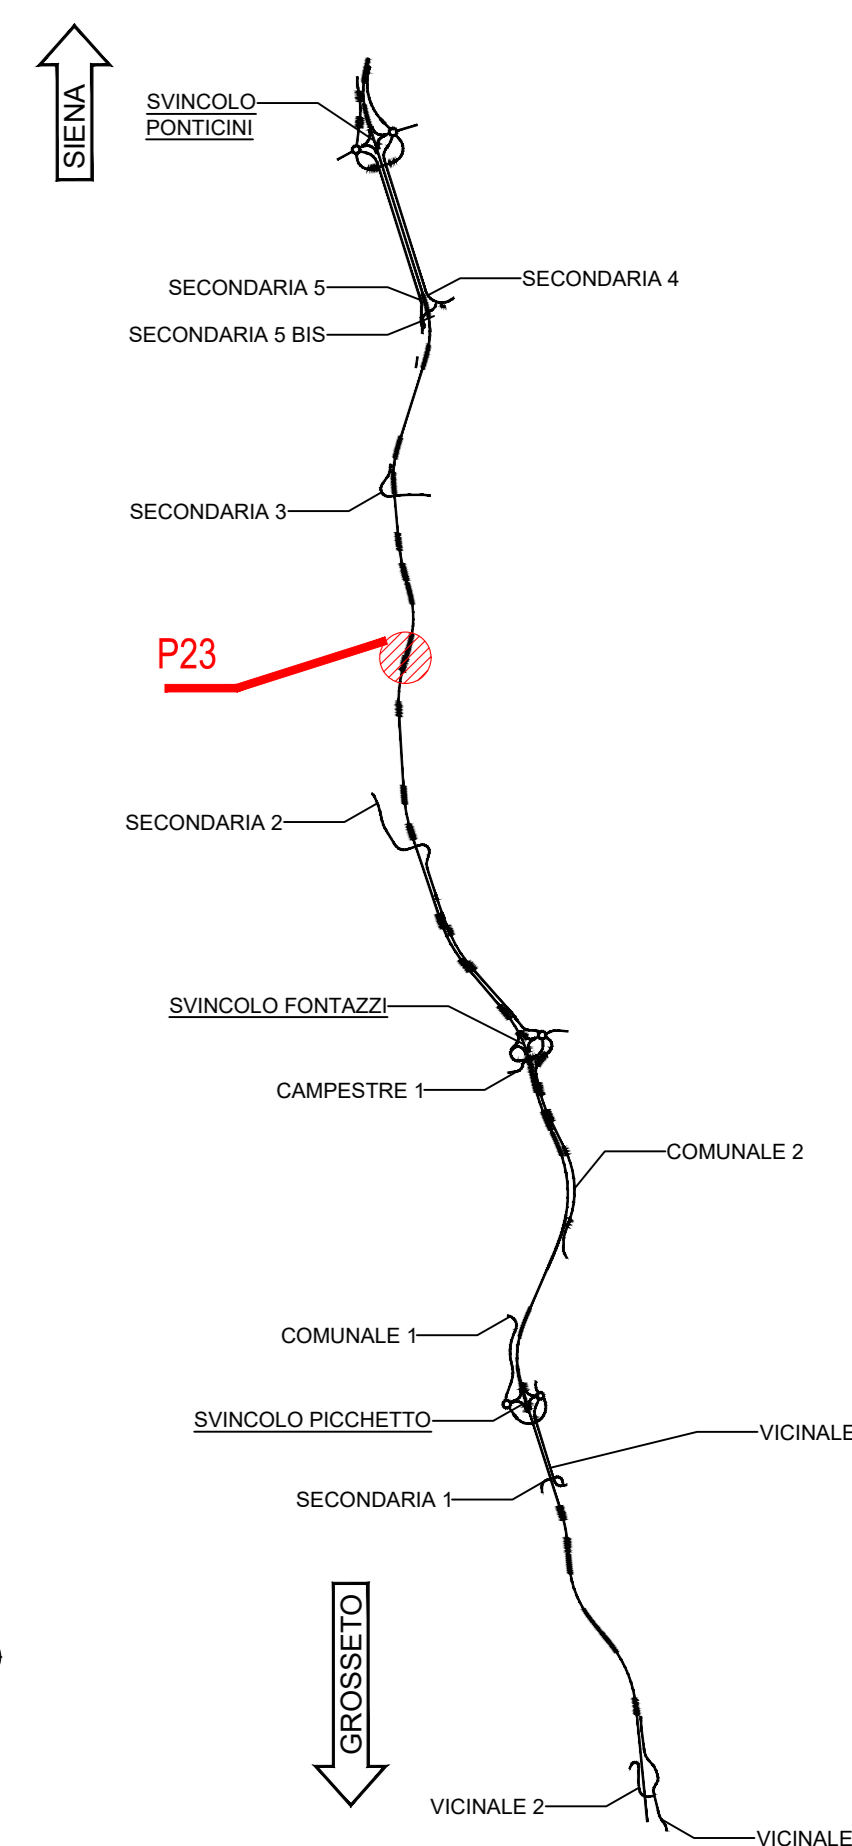 SIENA
SVINCOLO
PONTICINI
SECONDARIA 5
SECONDARIA 4
SECONDARIA 5 BIS
SECONDARIA 3
P23
SECONDARIA 2
SVINCOLO FONTAZZI
CAMPESTRE 1
COMUNALE 2
COMUNALE 1
SVINCOLO PICCHETTO
VICINALE
SECONDARIA 1
GROSSETO
VICINALE 2
VICINALE